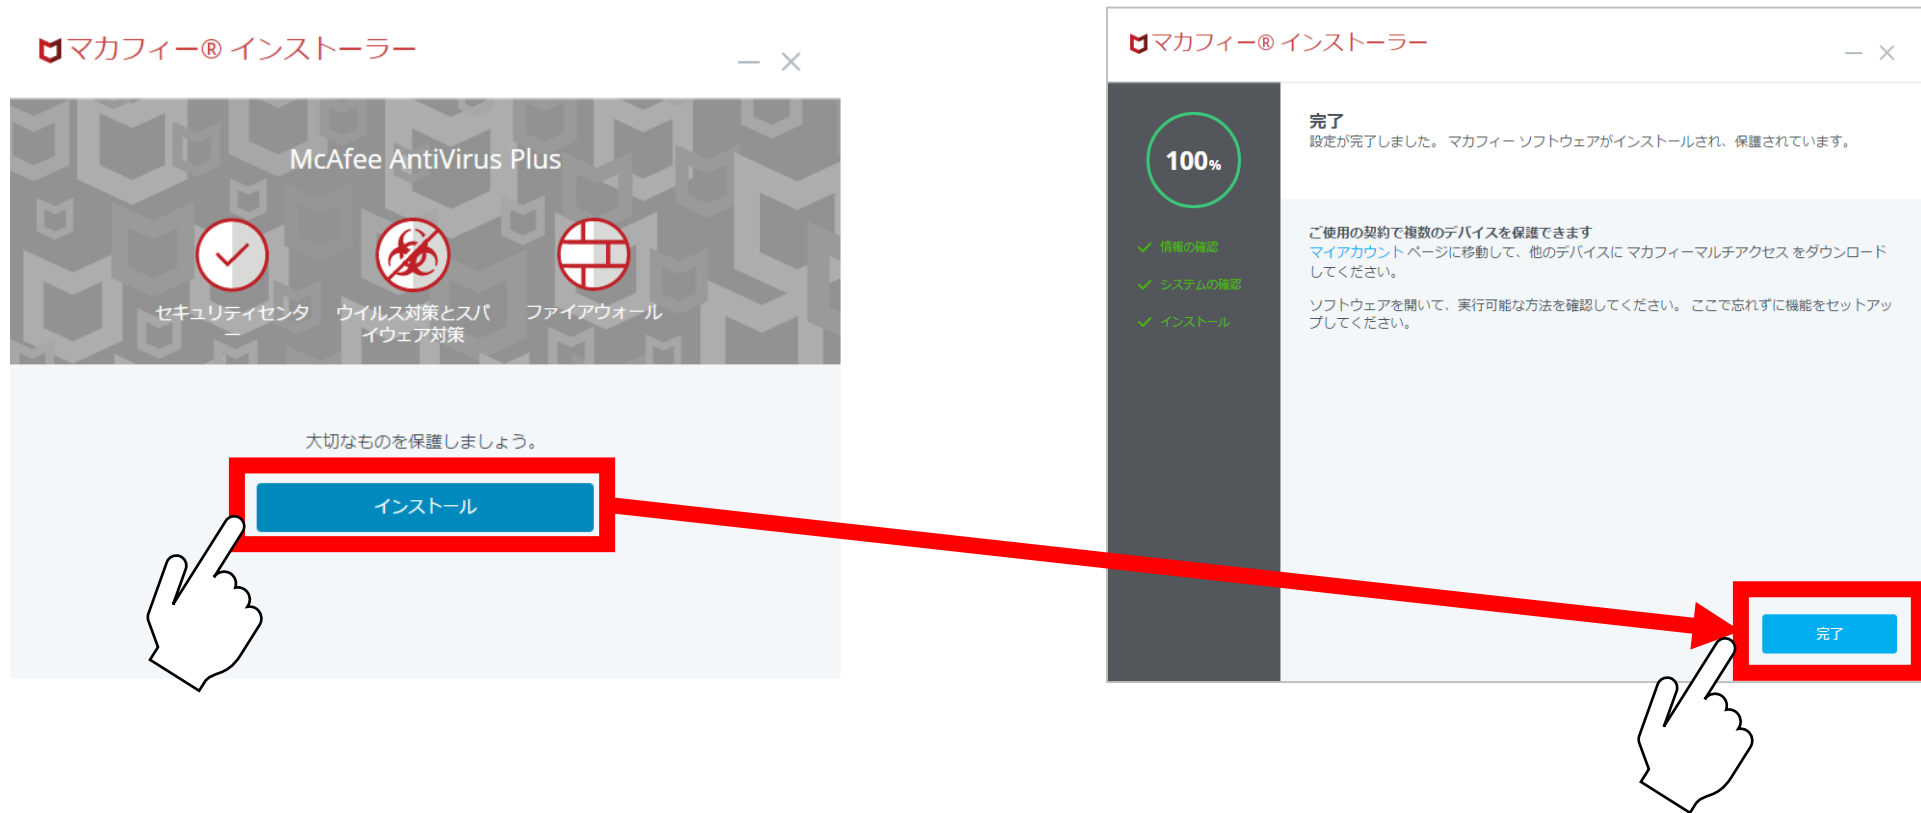 マカフィー® インストーラー
McAfee AntiVirus Plus
セキュリティセンタ
ー
ウイルス対策とスパ
イウェア対策
ファイアウォール
大切なものを保護しましょう。
インストール
マカフィー® インストーラー
100%
情報の確認
システムの確認
インストール
完了
設定が完了しました。 マカフィー ソフトウェアがインストールされ、保護されています。
ご使用の契約で複数のデバイスを保護できます
マイアカウント ページに移動して、他のデバイスに マカフィーマルチアクセス をダウンロード
してください。
ソフトウェアを開いて、実行可能な方法を確認してください。 ここで忘れずに機能をセットアッ
プしてください。
完了